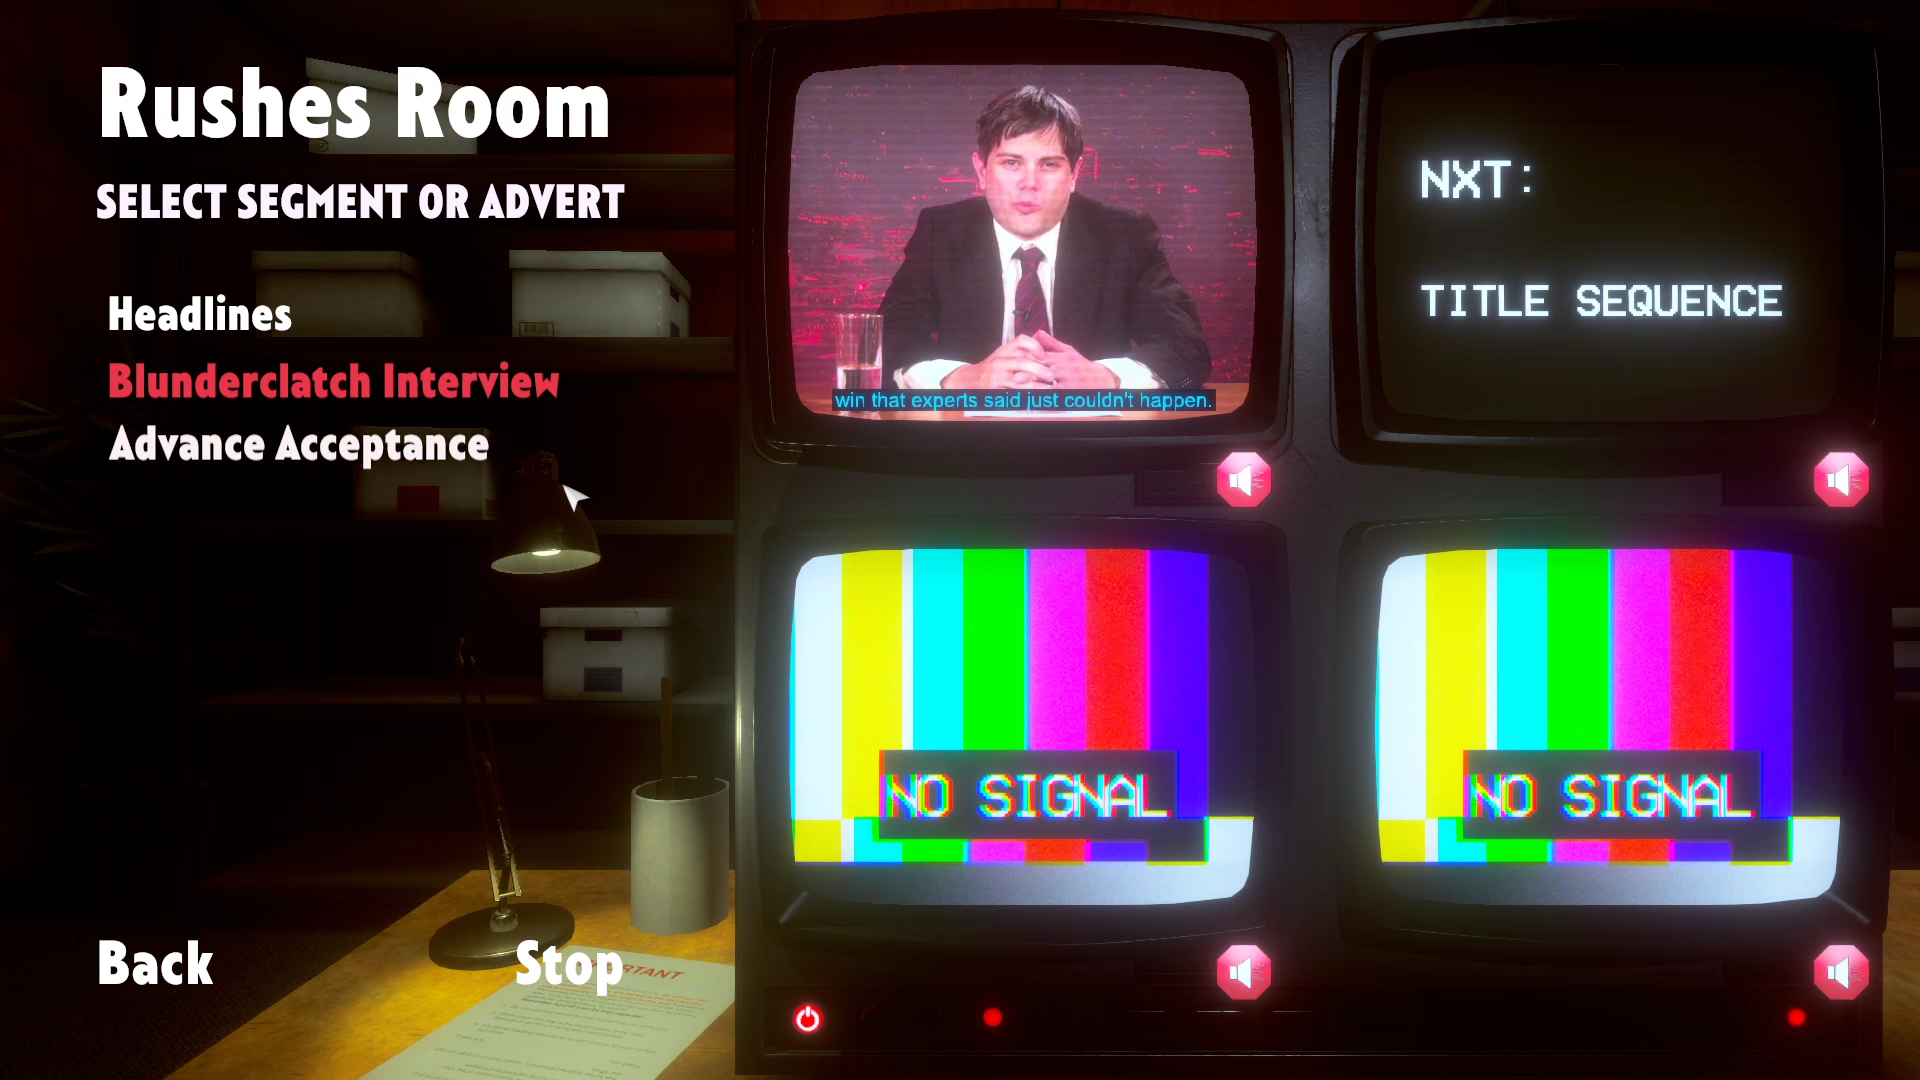 Rushes Room
SELECT SEGMENT OR ADVERT
Headlines
Blunderclatch Interview
Advance Acceptance
Back
Stop
win that experts said just couldn't happen.
NXT:
TITLE SEQUENCE
NO SIGNAL
NO SIGNAL